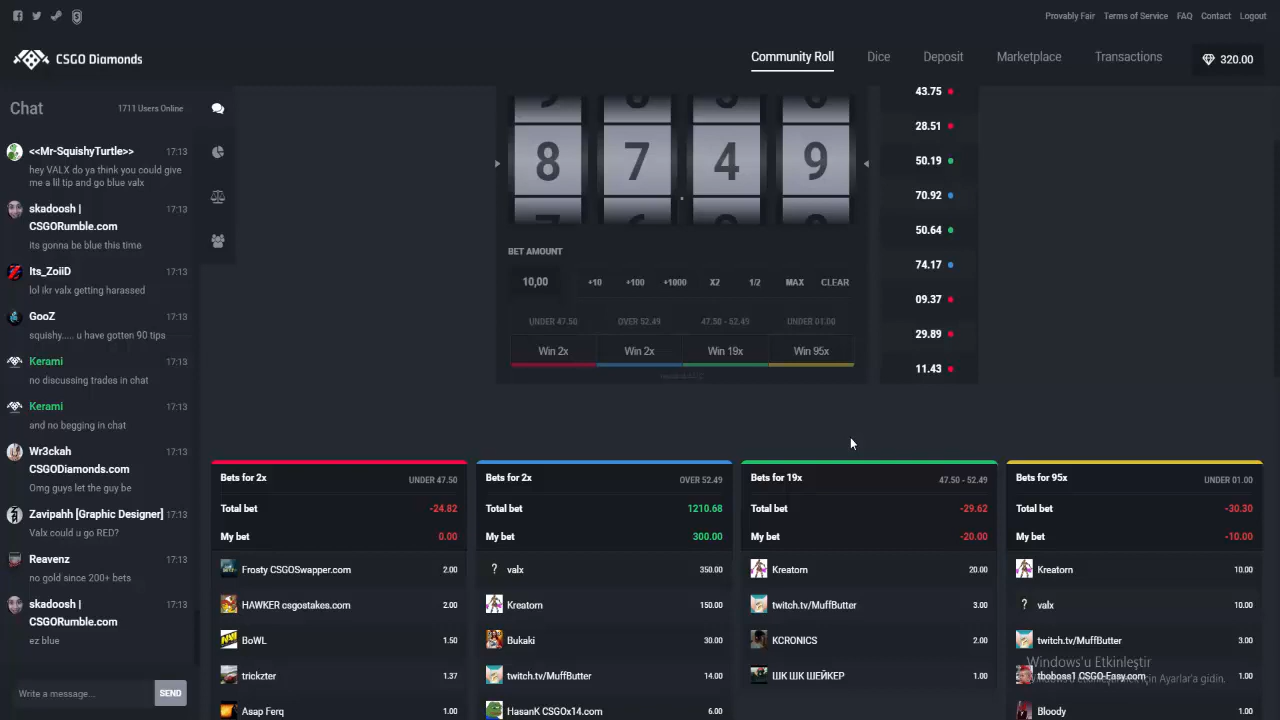 Provably Fair Terms of Service FAQ Contact Logout
CSGO Diamonds
Community Roll Dice Deposit Marketplace Transactions 320.00
Chat 1711 Users Online
<<Mr-SquishyTurtle>> 17:13
hey VALX do ya think you could give
me a lil tip and go blue valx
skadoosh | 17:13
CSGORumble.com
its gonna be blue this time
Its_ZoiiD 17:13
lol ikr valx getting harassed
GooZ 17:13
squishy..... u have gotten 90 tips
Kerami 17:13
no discussing trades in chat
Kerami 17:13
and no begging in chat
Wr3ckah 17:13
CSGODiamonds.com
Omg guys let the guy be
Zavipahh [Graphic Designer] 17:13
Valx could u go RED?
Reavenz 17:13
no gold since 200+ bets
skadoosh | 17:13
CSGORumble.com
ez blue
Write a message... SEND
8 7 . 4 9
BET AMOUNT
10,00 +10 +100 +1000 X2 1/2 MAX CLEAR
UNDER 47.50 OVER 52.49 47.50 - 52.49 UNDER 01.00
Win 2x Win 2x Win 19x Win 95x
43.75
28.51
50.19
70.92
50.64
74.17
09.37
29.89
11.43
Bets for 2x UNDER 47.50
Total bet -24.82
My bet 0.00
Frosty CSGOSwapper.com 2.00
HAWKER csgostakes.com 2.00
BoWL 1.50
trickzter 1.37
Asap Ferq 1.00
Bets for 2x OVER 52.49
Total bet 1210.68
My bet 300.00
? valx 350.00
Kreatorn 150.00
Bukaki 30.00
twitch.tv/MuffButter 14.00
HasanK CSGOx14.com 6.00
Bets for 19x 47.50 - 52.49
Total bet -29.62
My bet -20.00
Kreatorn 20.00
twitch.tv/MuffButter 3.00
KCRONICS 2.00
ШК ШК ШЕЙКЕР 1.00
Bets for 95x UNDER 01.00
Total bet -30.30
My bet -10.00
Kreatorn 10.00
? valx 10.00
twitch.tv/MuffButter 3.00
tboboss1 CSGO-Easy.com 1.00
Bloody 1.00
Windows'u Etkinleştir
Windows'u etkinleştirmek için Ayarlar'a gidin.